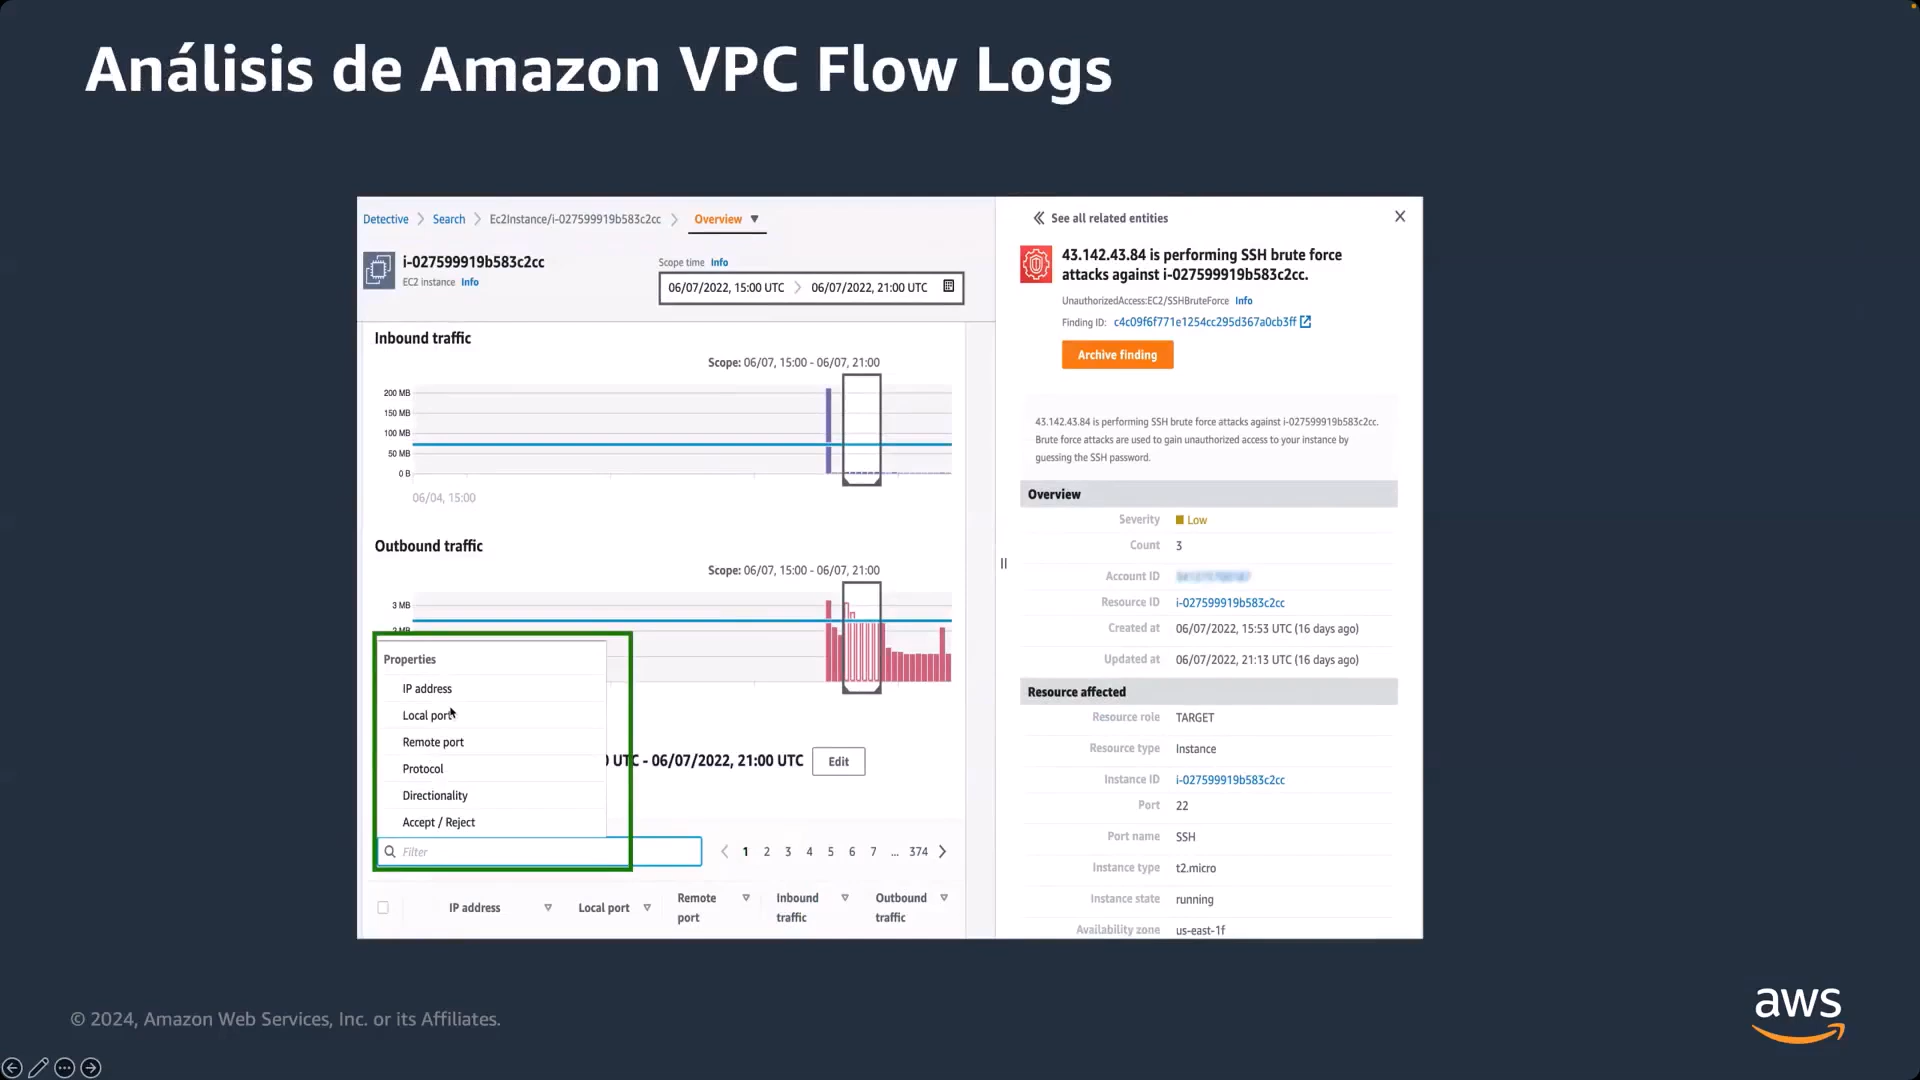 Análisis de Amazon VPC Flow Logs
Detective
Search
Ec2Instance/i-027599919b583c2cc
Overview
i-027599919b583c2cc
EC2 instance Info
Scope time Info
06/07/2022, 15:00 UTC
06/07/2022, 21:00 UTC
Inbound traffic
Scope: 06/07, 15:00 - 06/07, 21:00
200 MB
150 MB
100 MB
50 MB
0 B
06/04, 15:00
Outbound traffic
Scope: 06/07, 15:00 - 06/07, 21:00
3 MB
2 MB
Properties
IP address
Local port
Remote port
Protocol
Directionality
Accept / Reject
UTC - 06/07/2022, 21:00 UTC
Edit
Filter
1 2 3 4 5 6 7 ... 374
IP address
Local port
Remote
port
Inbound
traffic
Outbound
traffic
See all related entities
43.142.43.84 is performing SSH brute force
attacks against i-027599919b583c2cc.
UnauthorizedAccess:EC2/SSHBruteForce Info
Finding ID: c4c09f6f771e1254cc295d367a0cb3ff
Archive finding
43.142.43.84 is performing SSH brute force attacks against i-027599919b583c2cc.
Brute force attacks are used to gain unauthorized access to your instance by
guessing the SSH password.
Overview
Severity Low
Count 3
Account ID
Resource ID i-027599919b583c2cc
Created at 06/07/2022, 15:53 UTC (16 days ago)
Updated at 06/07/2022, 21:13 UTC (16 days ago)
Resource affected
Resource role TARGET
Resource type Instance
Instance ID i-027599919b583c2cc
Port 22
Port name SSH
Instance type t2.micro
Instance state running
Availability zone us-east-1f
© 2024, Amazon Web Services, Inc. or its Affiliates.
aws